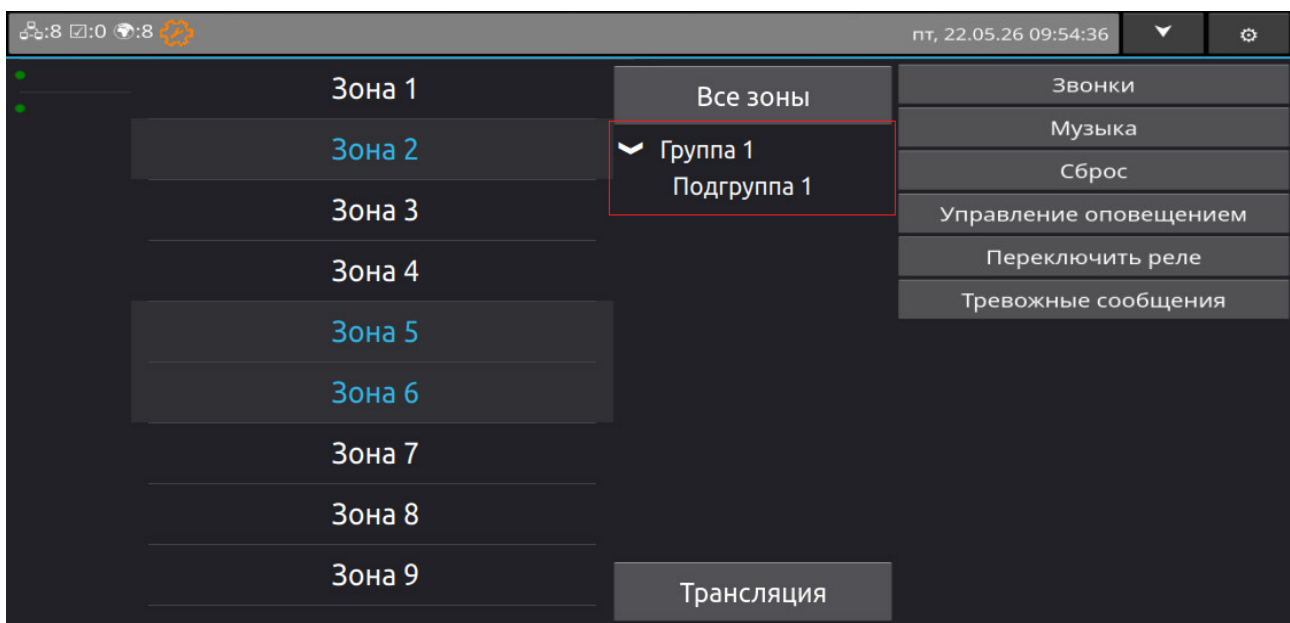 :8 ☑:0 :8
пт, 22.05.26 09:54:36
Зона 1
Зона 2
Зона 3
Зона 4
Зона 5
Зона 6
Зона 7
Зона 8
Зона 9
Все зоны
Группа 1
Подгруппа 1
Трансляция
Звонки
Музыка
Сброс
Управление оповещением
Переключить реле
Тревожные сообщения